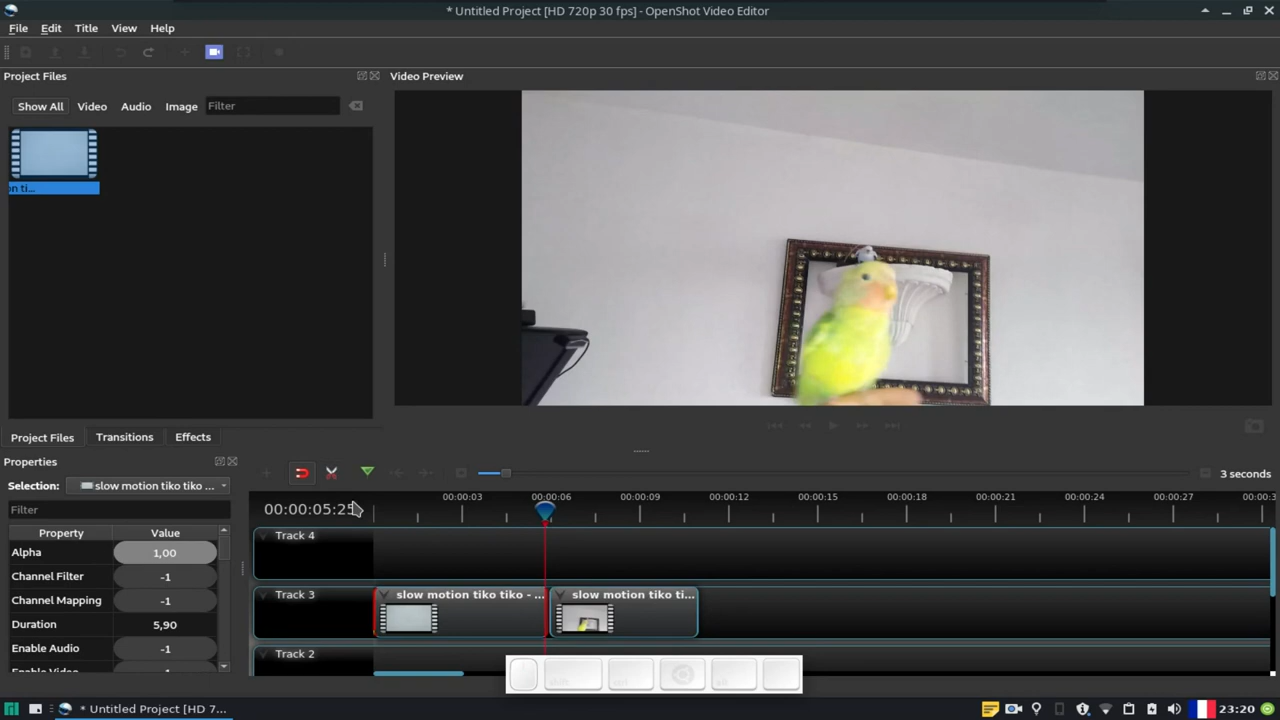 * Untitled Project [HD 720p 30 fps] - OpenShot Video Editor
File Edit Title View Help
Project Files
Video Preview
Show All Video Audio Image Filter
n ti...
Project Files Transitions Effects
Properties
Selection: slow motion tiko tiko ...
3 seconds
Filter
00:00:05:25
00:00:03 00:00:06 00:00:09 00:00:12 00:00:15 00:00:18 00:00:21 00:00:24 00:00:27 00:00:3
Property Value
Alpha 1,00
Channel Filter -1
Channel Mapping -1
Duration 5,90
Enable Audio -1
Enable Video -1
Track 4
Track 3
slow motion tiko tiko - ...
slow motion tiko ti...
Track 2
shift ctrl alt
* Untitled Project [HD 7...
23:20